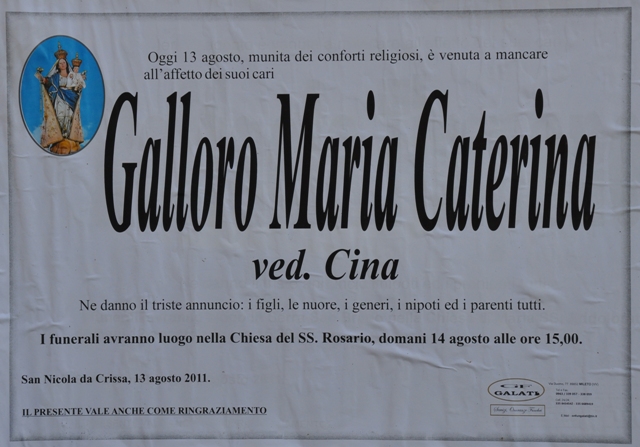 Oggi 13 agosto, munita dei conforti religiosi, è venuta a mancare
all'affetto dei suoi cari
Galloro Maria Caterina
ved. Cina
Ne danno il triste annuncio: i figli, le nuore, i generi, i nipoti ed i parenti tutti.
I funerali avranno luogo nella Chiesa del SS. Rosario, domani 14 agosto alle ore 15,00.
San Nicola da Crissa, 13 agosto 2011.
IL PRESENTE VALE ANCHE COME RINGRAZIAMENTO
GALATI